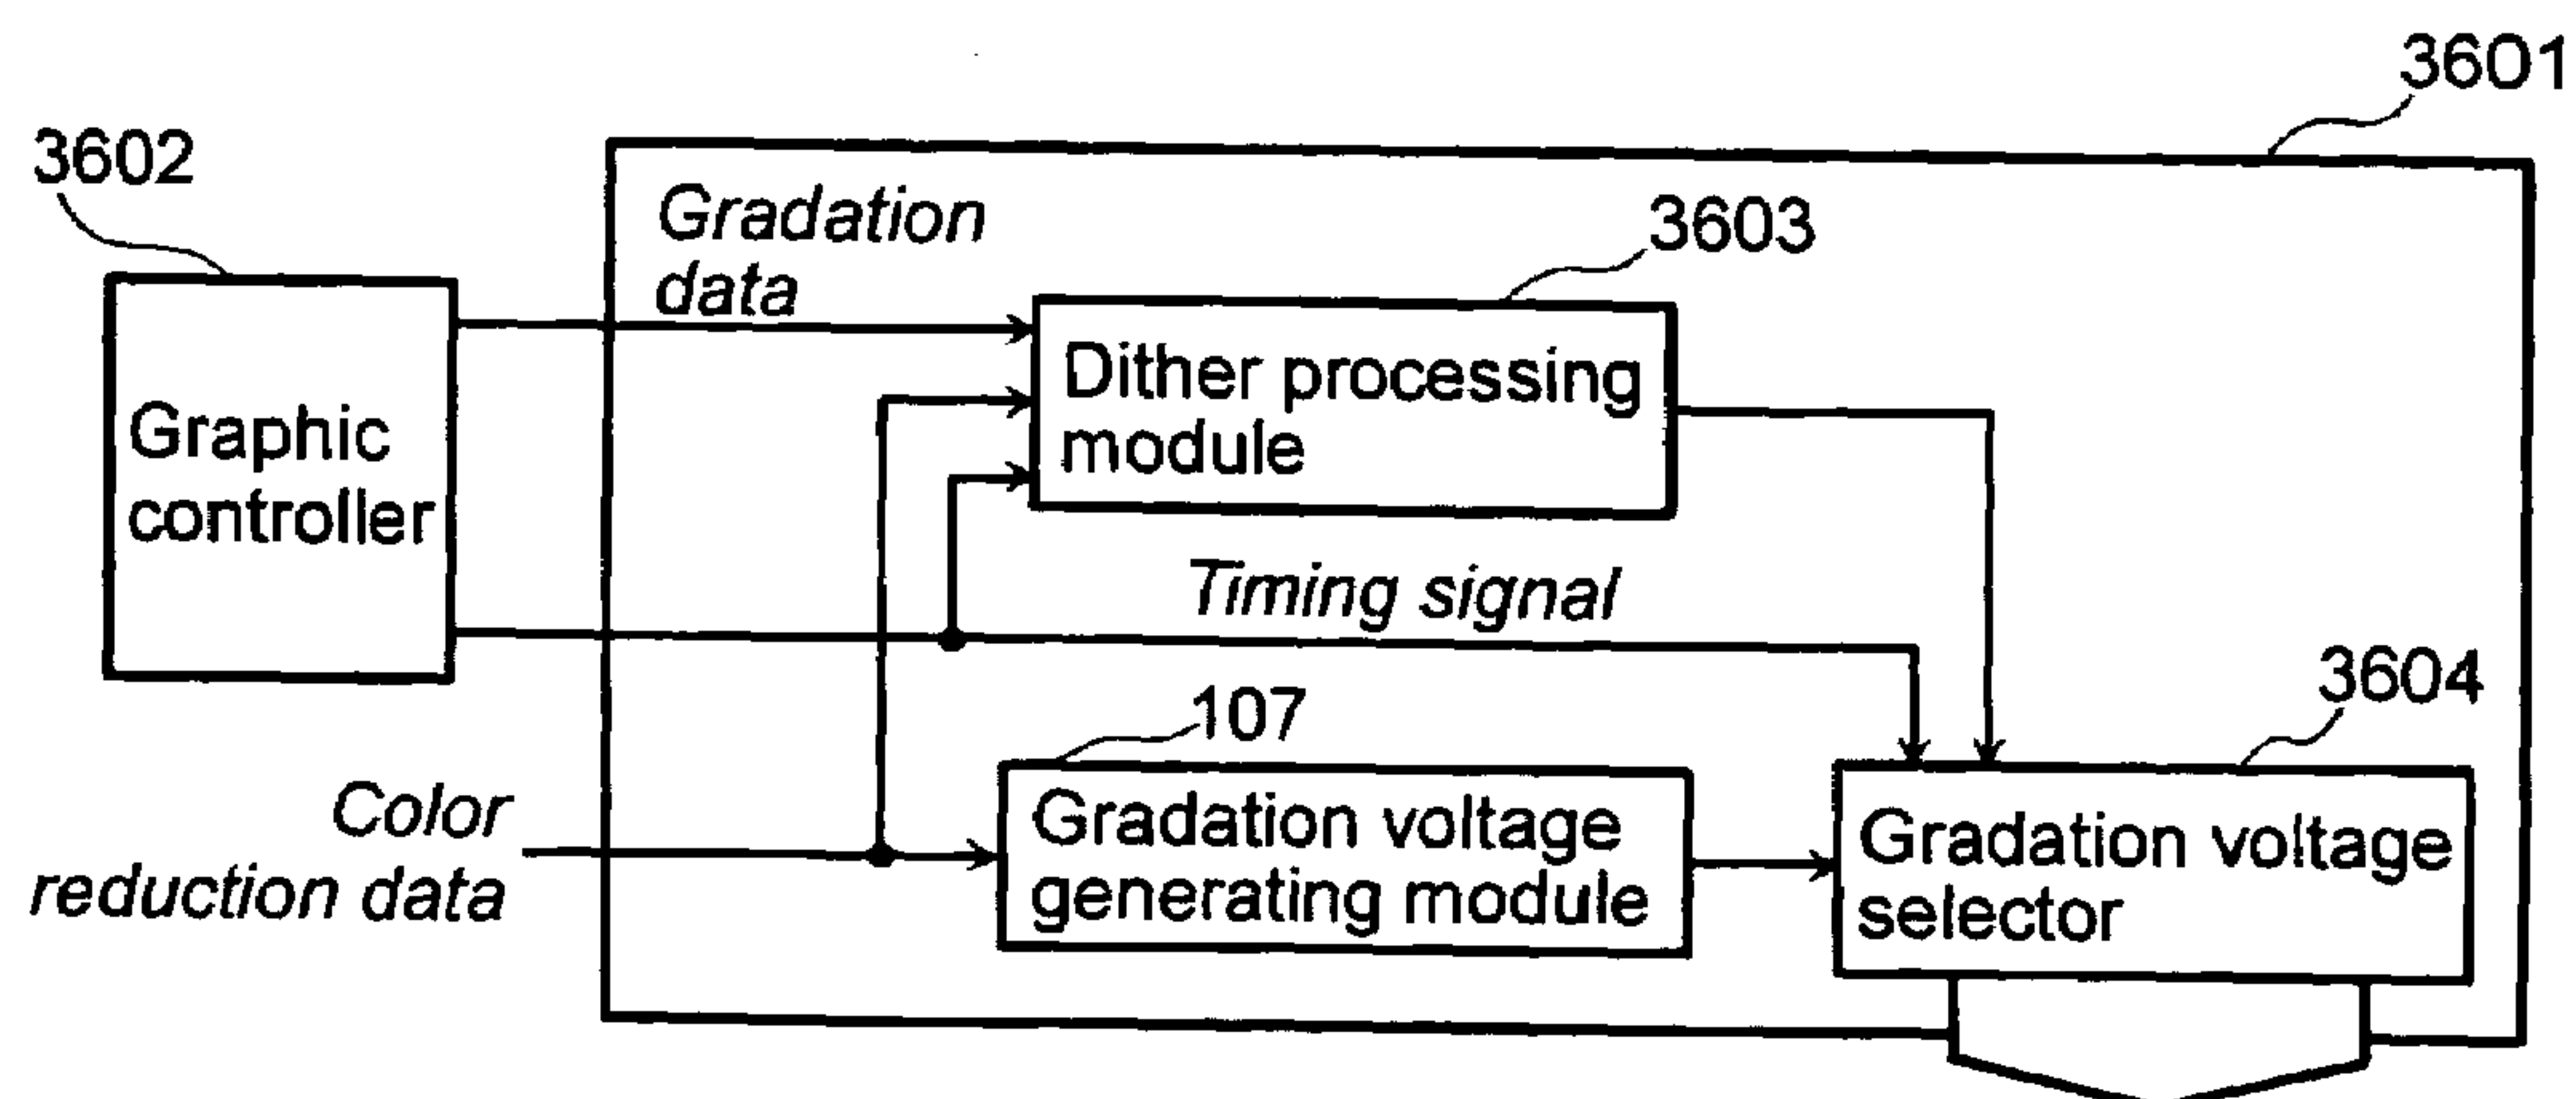 3601
3602
Gradation
data
3603
Graphic
controller
Dither processing
module
Timing signal
107
3604
Color
reduction data
Gradation voltage
generating module
Gradation voltage
selector